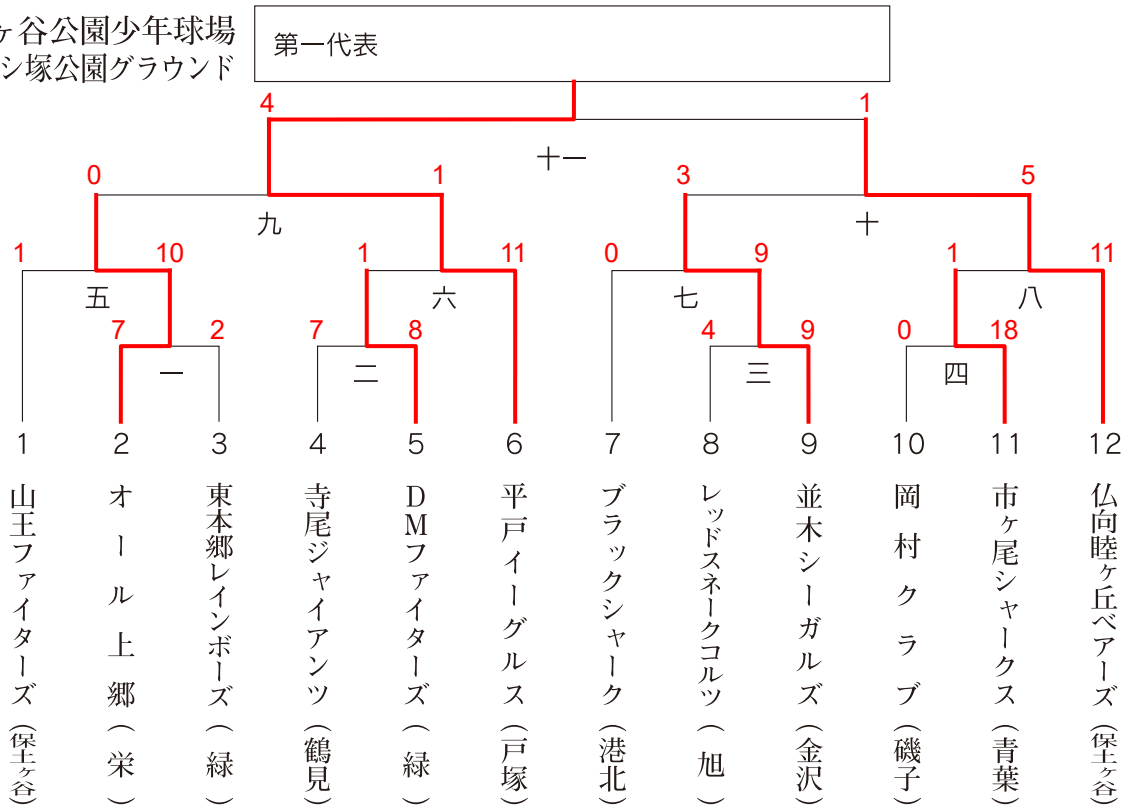 ヶ谷公園少年球場
シ塚公園グラウンド
第一代表
4 1
十一
0 1 3 5
九 十
1 10 1 11 0 9 1 11
五 六 七 八
7 2 7 8 4 9 0 18
一 二 三 四
1 2 3 4 5 6 7 8 9 10 11 12
山王ファイターズ(保土ヶ谷)
オール上郷(栄)
東本郷レインボーズ(緑)
寺尾ジャイアンツ(鶴見)
DMファイターズ(緑)
平戸イーグルス(戸塚)
ブラックシャーク(港北)
レッドスネークコルツ(旭)
並木シーガルズ(金沢)
岡村クラブ(磯子)
市ヶ尾シャークス(青葉)
仏向睦ヶ丘ベアーズ(保土ヶ谷)